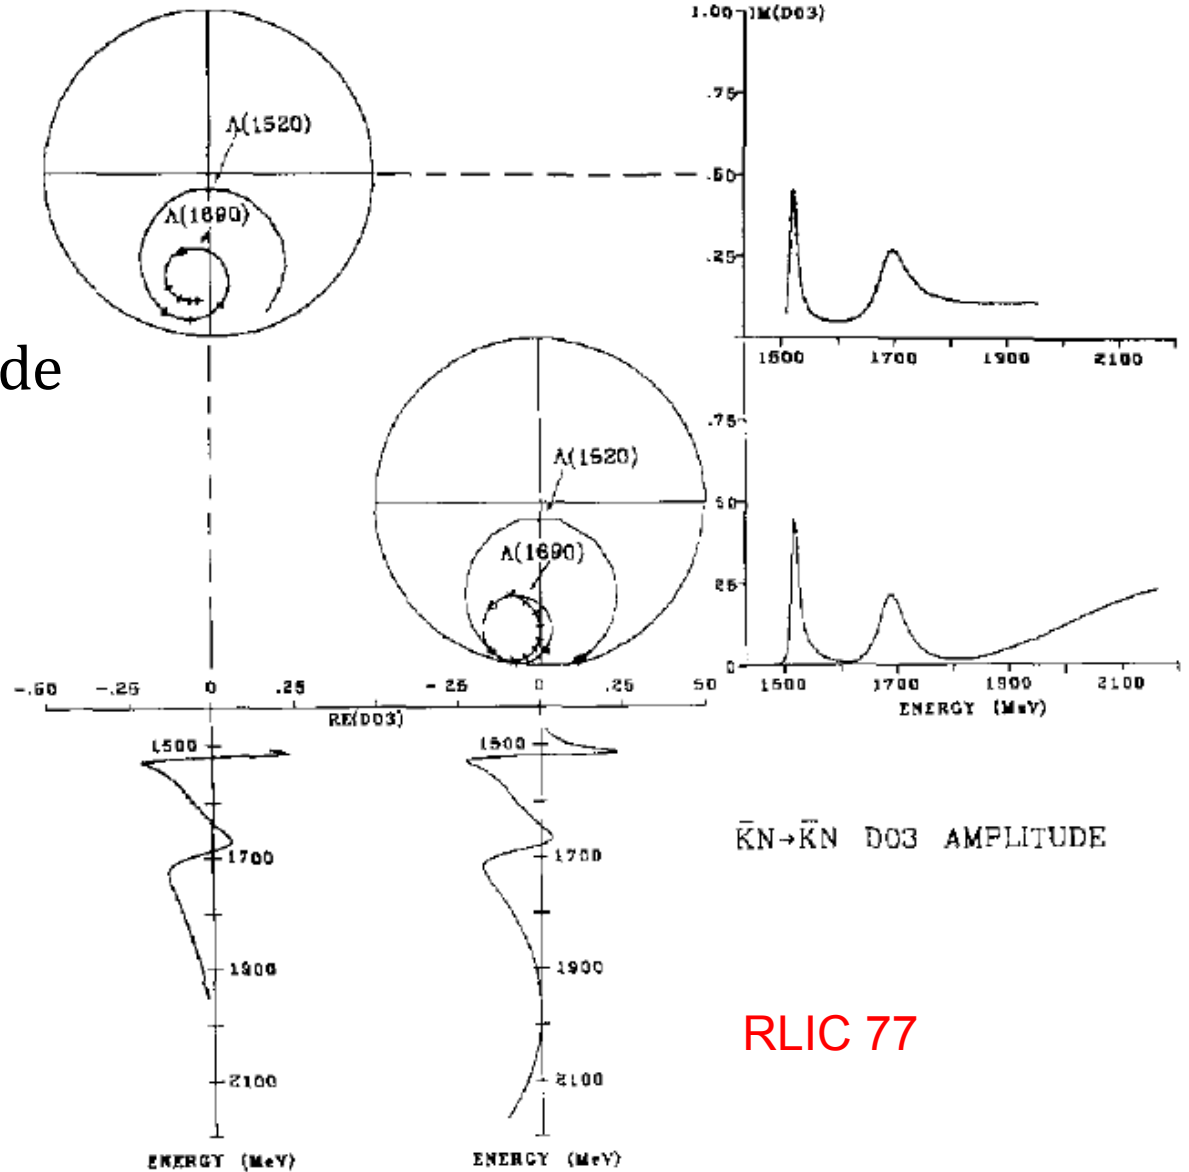 1.00 IM(D03)
.75
Λ(1520)
.50
Λ(1690)
.25
1500 1700 1900 2100
de
.75
Λ(1520)
50
Λ(1690)
25
0
1500 1700 1900 2100
ENERGY (MeV)
-.50 -.25 0 .25 -25 0 .25 50
RE(D03)
1500 1500
1700 1700
1900 1900
2100 2100
K̄N→K̄N D03 AMPLITUDE
RLIC 77
ENERGY (MeV) ENERGY (MeV)